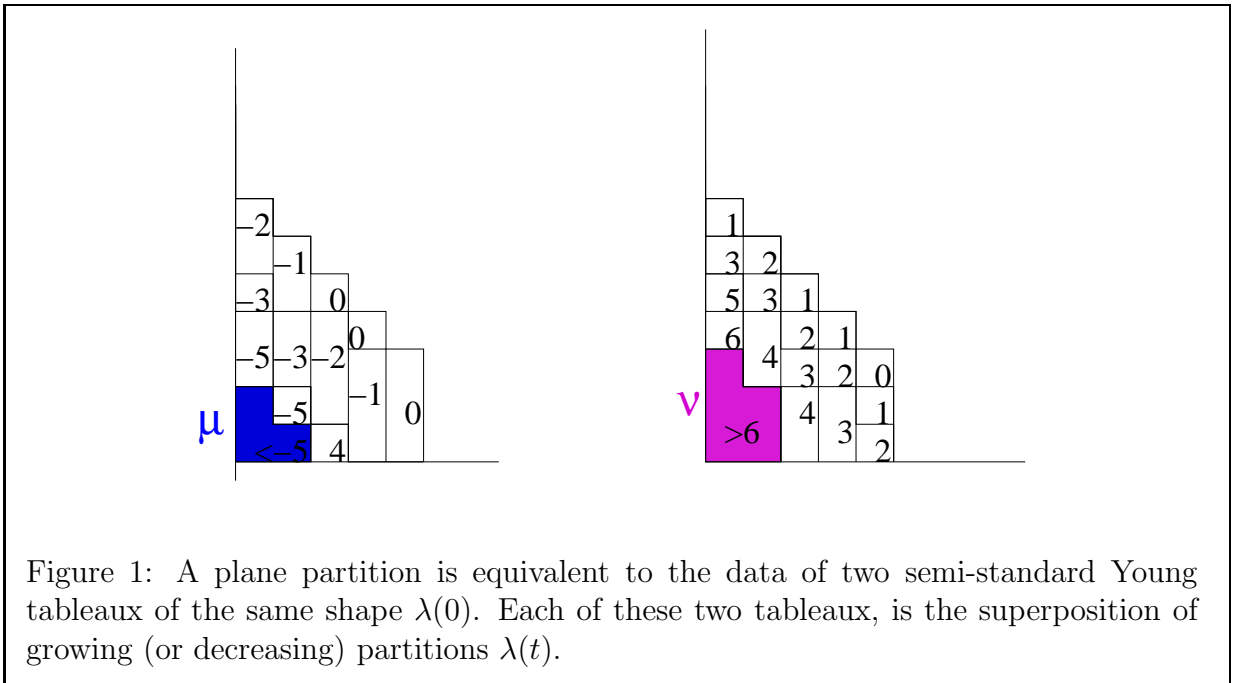 –2 1
–1 3 2
–3 0 5 3 1
0 6 2 1
–5 –3 –2 4 3 2 0
–1
μ –5 0 ν 4 1
<–5 4 >6 3 2
Figure 1: A plane partition is equivalent to the data of two semi-standard Young
tableaux of the same shape λ(0). Each of these two tableaux, is the superposition of
growing (or decreasing) partitions λ(t).